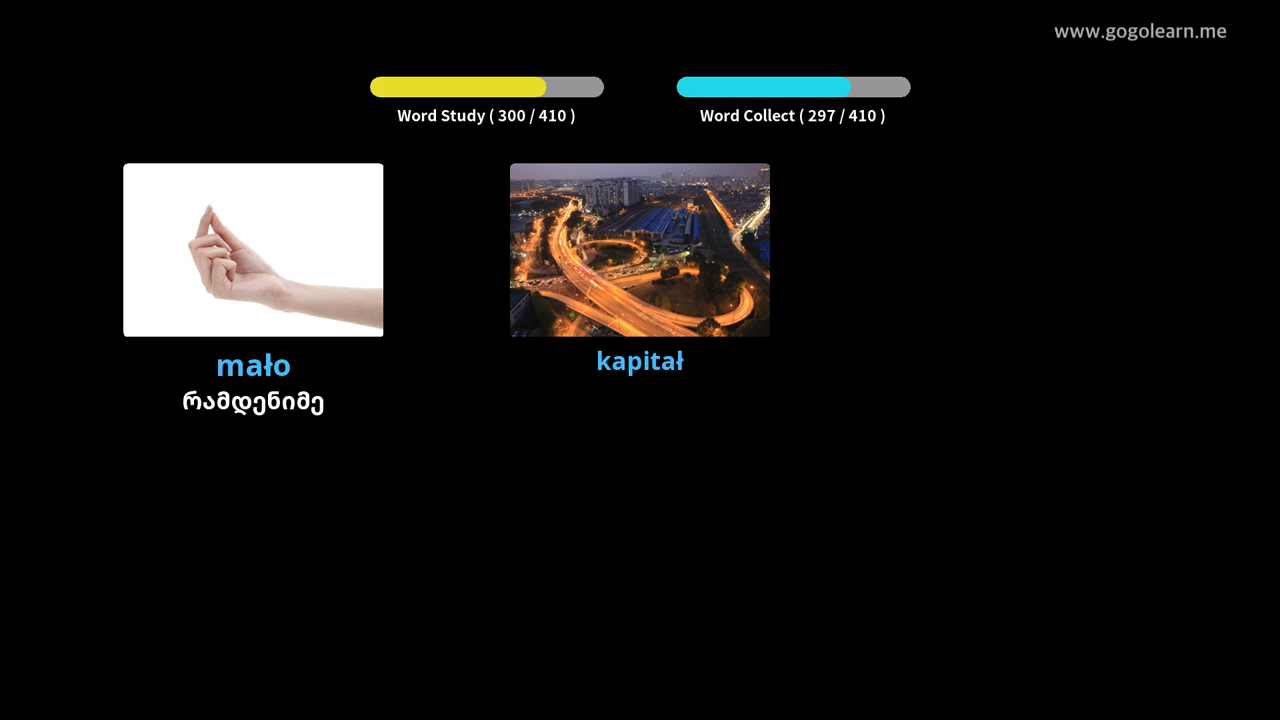 www.gogolearn.me
Word Study ( 300 / 410 )
Word Collect ( 297 / 410 )
mało
რამდენიმე
kapitał